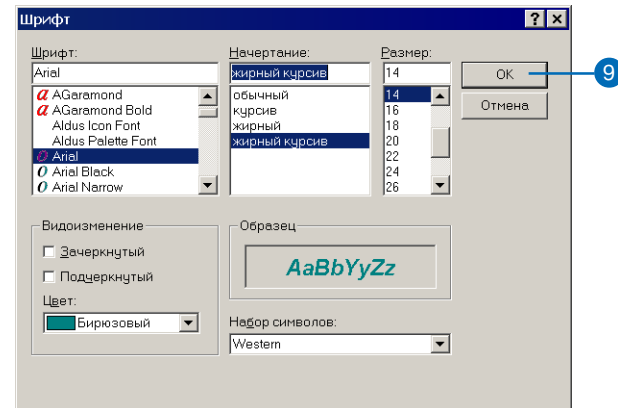 Шрифт
Шрифт:
Начертание:
Размер:
Arial
жирный курсив
14
OK
9
AGaramond
AGaramond Bold
Aldus Icon Font
Aldus Palette Font
Arial
Arial Black
Arial Narrow
обычный
курсив
жирный
жирный курсив
14
16
18
20
22
24
26
Отмена
Видоизменение
Зачеркнутый
Подчеркнутый
Цвет:
Бирюзовый
Образец
AaBbYyZz
Набор символов:
Western